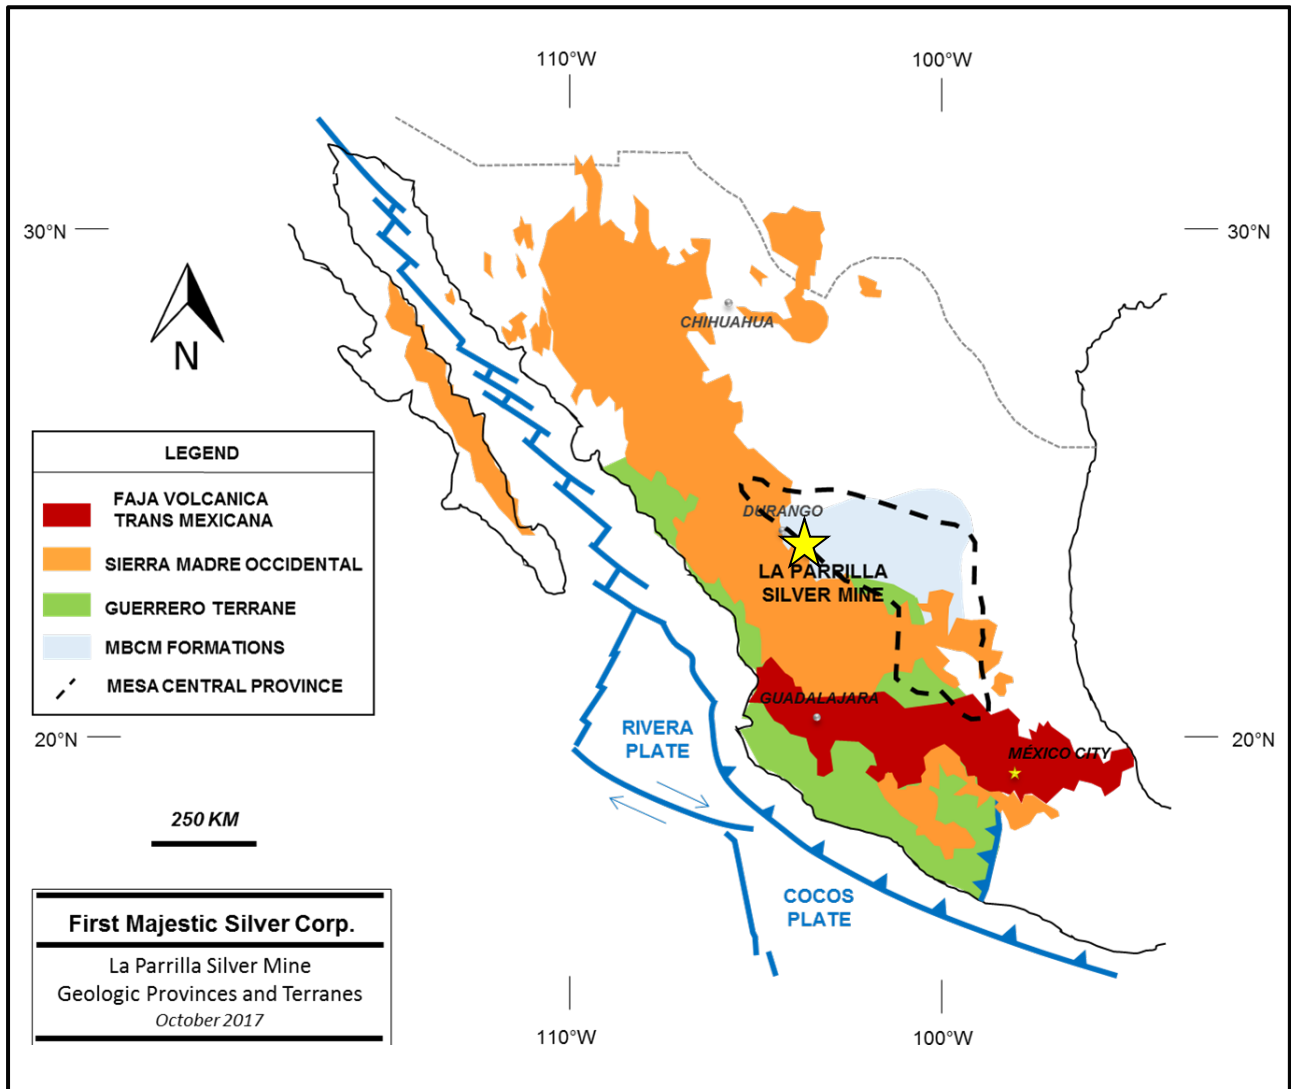 110°W
100°W
30°N
30°N
N
CHIHUAHUA
LEGEND
FAJA VOLCANICA
TRANS MEXICANA
SIERRA MADRE OCCIDENTAL
GUERRERO TERRANE
MBCM FORMATIONS
MESA CENTRAL PROVINCE
DURANGO
LA PARRILLA
SILVER MINE
GUADALAJARA
RIVERA
PLATE
MÉXICO CITY
20°N
20°N
250 KM
COCOS
PLATE
First Majestic Silver Corp.
La Parrilla Silver Mine
Geologic Provinces and Terranes
October 2017
110°W
100°W